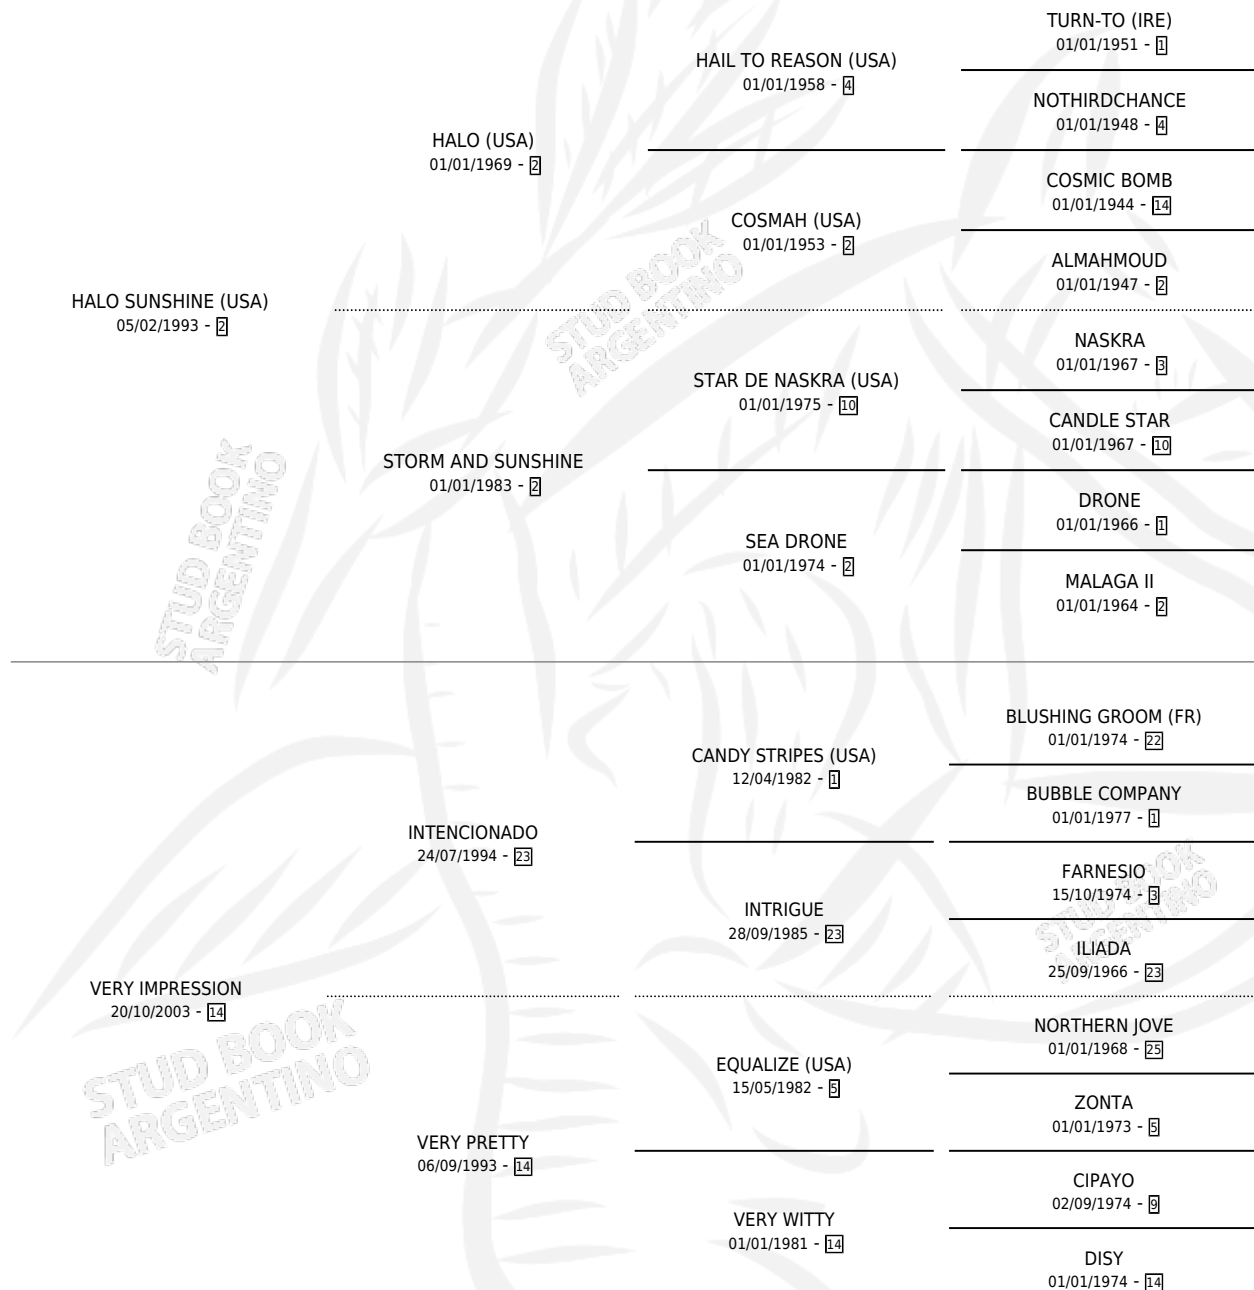 TURN-TO (IRE)
01/01/1951 - 1
HAIL TO REASON (USA)
01/01/1958 - 4
NOTHIRDCHANCE
01/01/1948 - 4
HALO (USA)
01/01/1969 - 2
COSMIC BOMB
01/01/1944 - 14
COSMAH (USA)
01/01/1953 - 2
ALMAHMOUD
01/01/1947 - 2
HALO SUNSHINE (USA)
05/02/1993 - 2
NASKRA
01/01/1967 - 3
STAR DE NASKRA (USA)
01/01/1975 - 10
CANDLE STAR
01/01/1967 - 10
STORM AND SUNSHINE
01/01/1983 - 2
DRONE
01/01/1966 - 1
SEA DRONE
01/01/1974 - 2
MALAGA II
01/01/1964 - 2
BLUSHING GROOM (FR)
01/01/1974 - 22
CANDY STRIPES (USA)
12/04/1982 - 1
BUBBLE COMPANY
01/01/1977 - 1
INTENCIONADO
24/07/1994 - 23
FARNESIO
15/10/1974 - 3
INTRIGUE
28/09/1985 - 23
ILIADA
25/09/1966 - 23
VERY IMPRESSION
20/10/2003 - 14
NORTHERN JOVE
01/01/1968 - 25
EQUALIZE (USA)
15/05/1982 - 5
ZONTA
01/01/1973 - 5
VERY PRETTY
06/09/1993 - 14
CIPAYO
02/09/1974 - 9
VERY WITTY
01/01/1981 - 14
DISY
01/01/1974 - 14
STUD BOOK
ARGENTINO
STUD BOOK
ARGENTINO
STUD BOOK
ARGENTINO
STUD BOOK
ARGENTINO